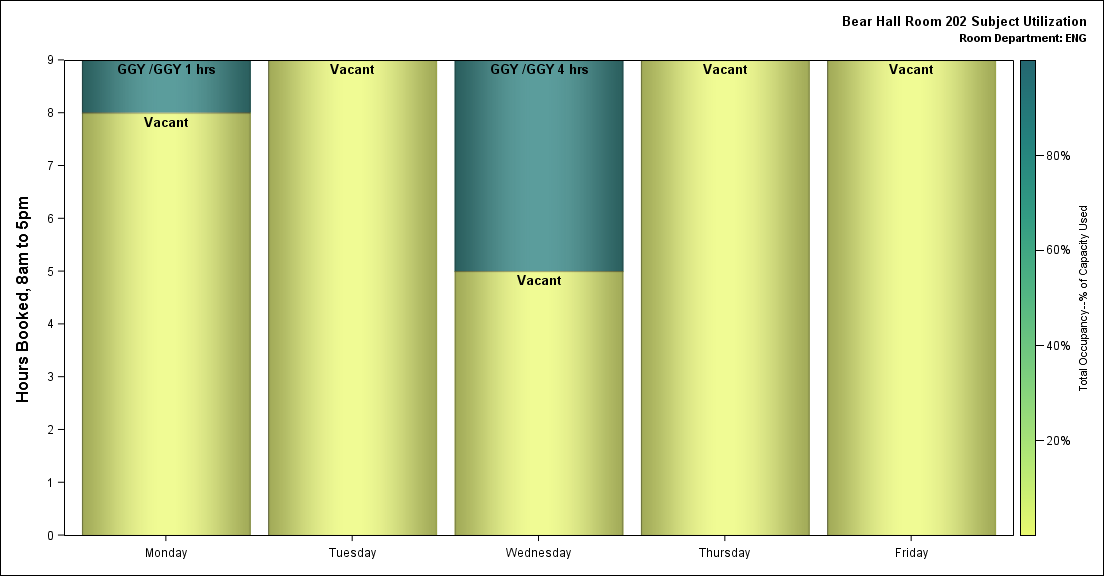 Bear Hall Room 202 Subject Utilization
Room Department: ENG
Hours Booked, 8am to 5pm
9
8
7
6
5
4
3
2
1
0
GGY /GGY 1 hrs
Vacant
Vacant
GGY /GGY 4 hrs
Vacant
Vacant
Vacant
Monday
Tuesday
Wednesday
Thursday
Friday
80%
60%
40%
20%
Total Occupancy--% of Capacity Used